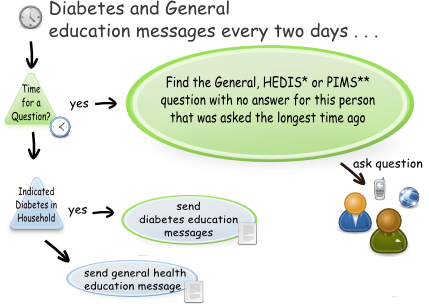 Diabetes and General
education messages every two days . . .
Time
for a
Question?
yes
Find the General, HEDIS* or PIMS**
question with no answer for this person
that was asked the longest time ago
ask question
Indicated
Diabetes in
Household
yes
send
diabetes education
messages
send general health
education message